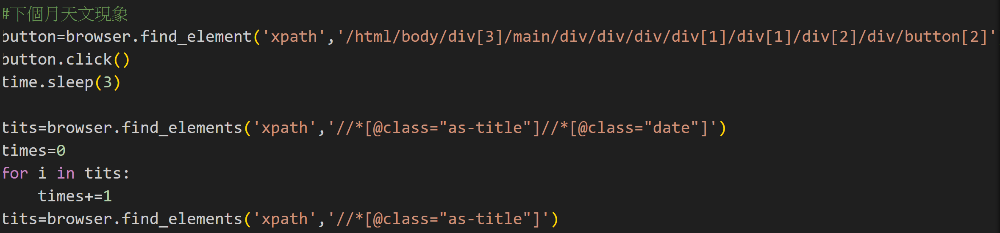 #下個月天文現象
button=browser.find_element('xpath','/html/body/div[3]/main/div/div/div/div[1]/div[1]/div[2]/div/button[2]'
button.click()
time.sleep(3)
tits=browser.find_elements('xpath','//*[@class="as-title"]//*[@class="date"]')
times=0
for i in tits:
    times+=1
tits=browser.find_elements('xpath','//*[@class="as-title"]')